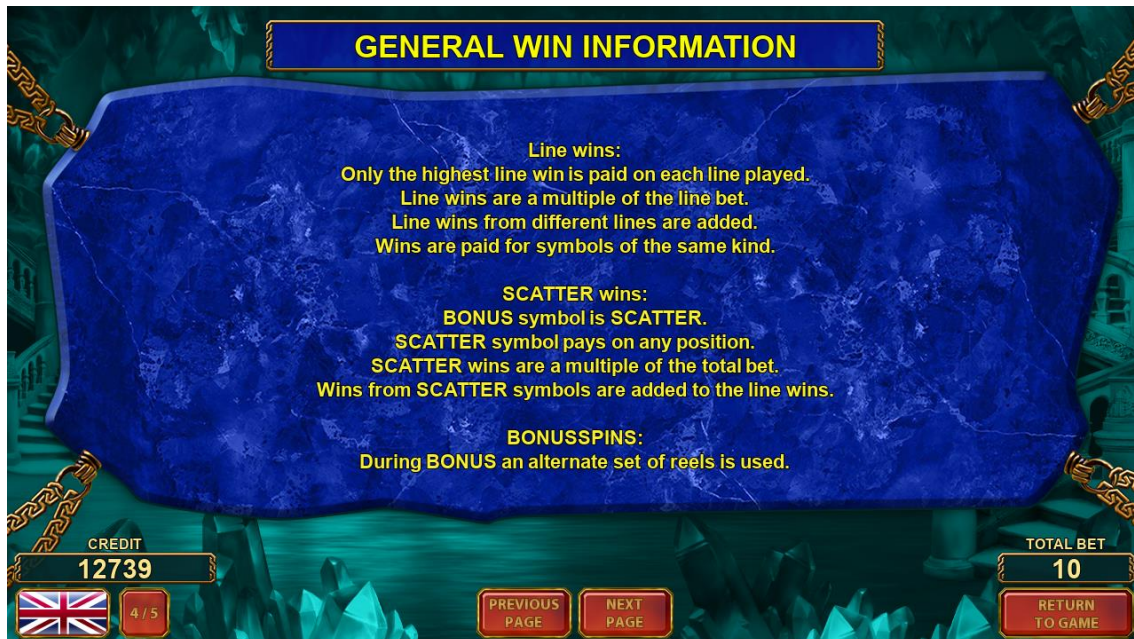 GENERAL WIN INFORMATION
Line wins:
Only the highest line win is paid on each line played.
Line wins are a multiple of the line bet.
Line wins from different lines are added.
Wins are paid for symbols of the same kind.
SCATTER wins:
BONUS symbol is SCATTER.
SCATTER symbol pays on any position.
SCATTER wins are a multiple of the total bet.
Wins from SCATTER symbols are added to the line wins.
BONUSSPINS:
During BONUS an alternate set of reels is used.
CREDIT
12739
TOTAL BET
10
4 / 5
PREVIOUS
PAGE
NEXT
PAGE
RETURN
TO GAME